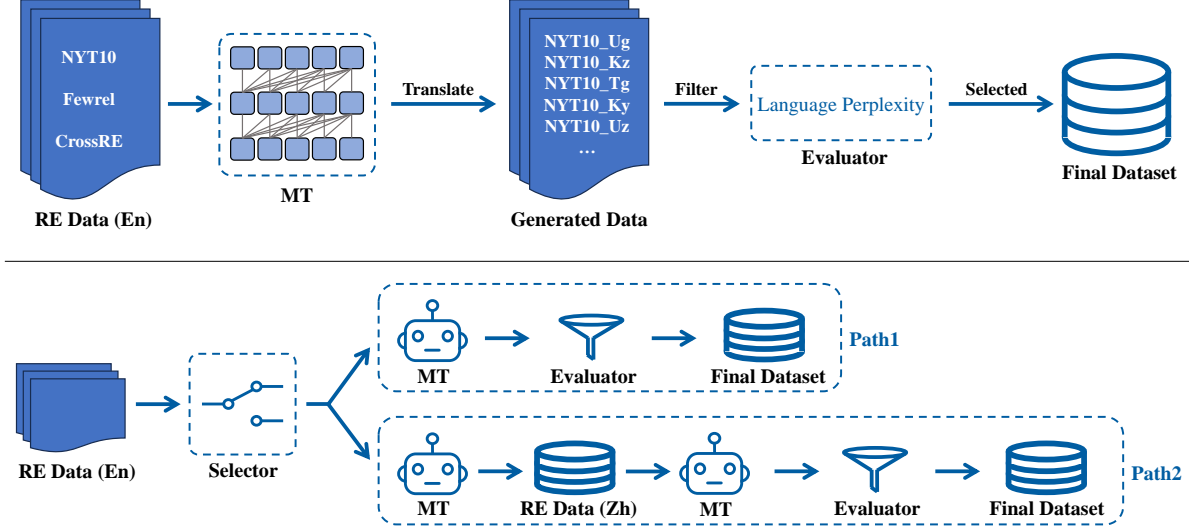 NYT10
Fewrel
CrossRE
RE Data (En)
MT
Translate
NYT10_Ug
NYT10_Kz
NYT10_Tg
NYT10_Ky
NYT10_Uz
...
Generated Data
Filter
Language Perplexity
Evaluator
Selected
Final Dataset
RE Data (En)
Selector
MT
Evaluator
Final Dataset
Path1
MT
RE Data (Zh)
MT
Evaluator
Final Dataset
Path2